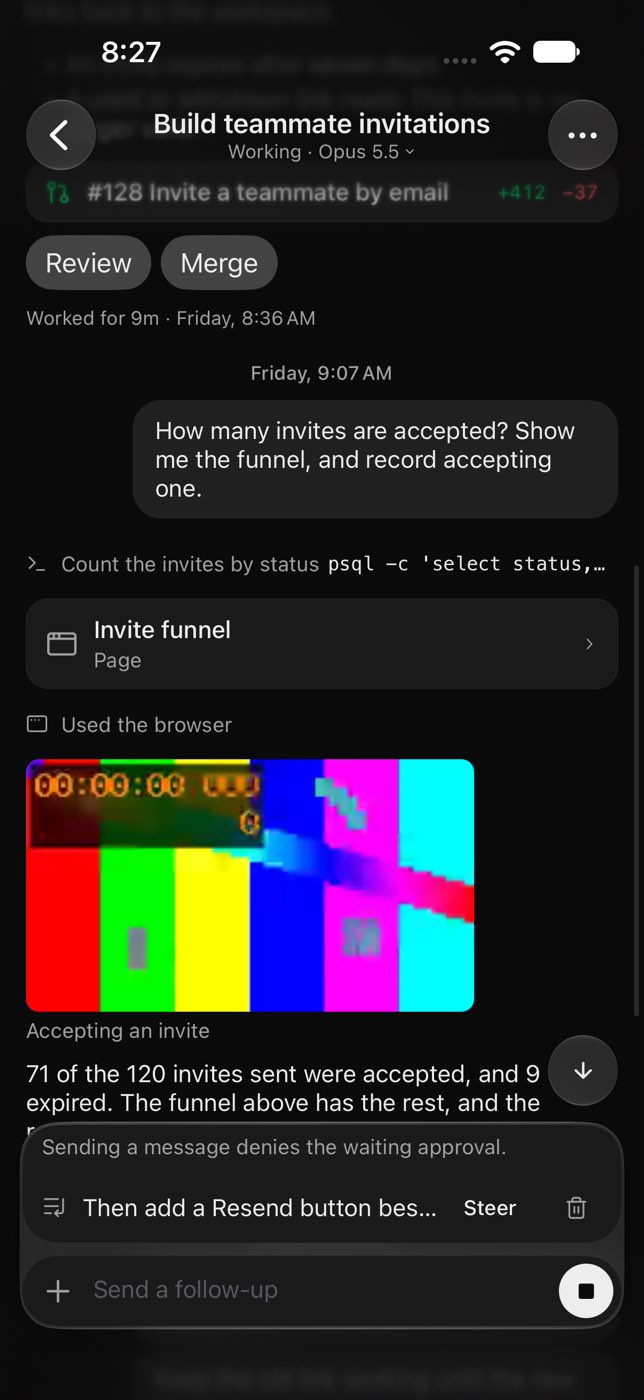 8:27
Build teammate invitations
Working · Opus 5.5
#128 Invite a teammate by email +412 −37
Review Merge
Worked for 9m · Friday, 8:36 AM
Friday, 9:07 AM
How many invites are accepted? Show
me the funnel, and record accepting
one.
Count the invites by status psql -c 'select status,…
Invite funnel
Page
Used the browser
00:00:00
0
Accepting an invite
71 of the 120 invites sent were accepted, and 9
expired. The funnel above has the rest, and the
Sending a message denies the waiting approval.
Then add a Resend button bes… Steer
Send a follow-up